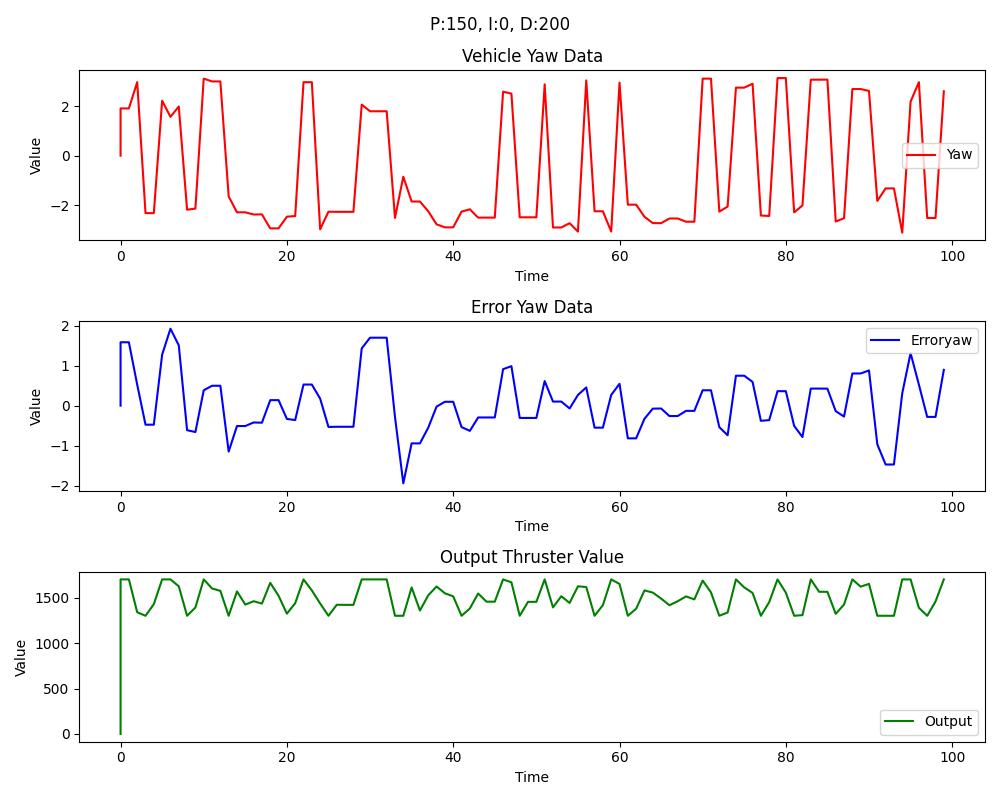 P:150, I:0, D:200
Vehicle Yaw Data
2
0
−2
Value
Yaw
0
20
40
60
80
100
Time
Error Yaw Data
2
1
0
−1
−2
Value
Erroryaw
0
20
40
60
80
100
Time
Output Thruster Value
1500
1000
500
0
Value
Output
0
20
40
60
80
100
Time